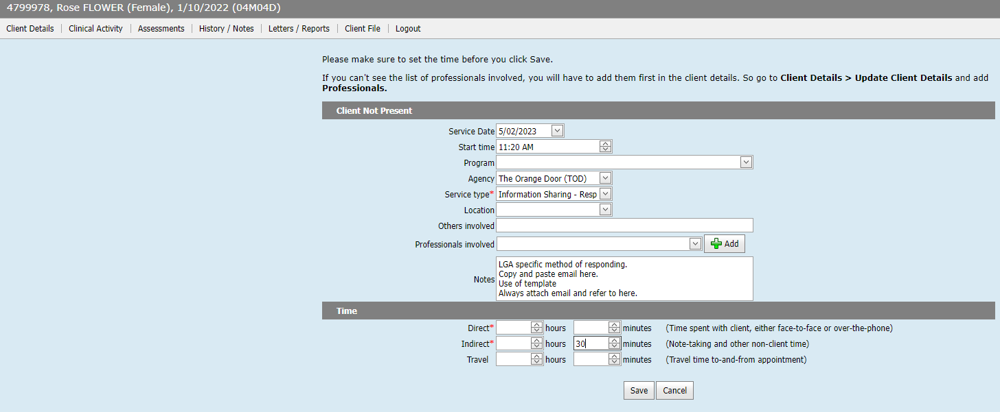 4799978, Rose FLOWER (Female), 1/10/2022 (04M04D)
Client Details | Clinical Activity | Assessments | History / Notes | Letters / Reports | Client File | Logout
Please make sure to set the time before you click Save.
If you can't see the list of professionals involved, you will have to add them first in the client details. So go to Client Details > Update Client Details and add
Professionals.
Client Not Present
Service Date 5/02/2023
Start time 11:20 AM
Program
Agency The Orange Door (TOD)
Service type* Information Sharing - Resp
Location
Others involved
Professionals involved Add
Notes
LGA specific method of responding.
Copy and paste email here.
Use of template
Always attach email and refer to here.
Time
Direct* hours minutes (Time spent with client, either face-to-face or over-the-phone)
Indirect* hours 30 minutes (Note-taking and other non-client time)
Travel hours minutes (Travel time to-and-from appointment)
Save Cancel